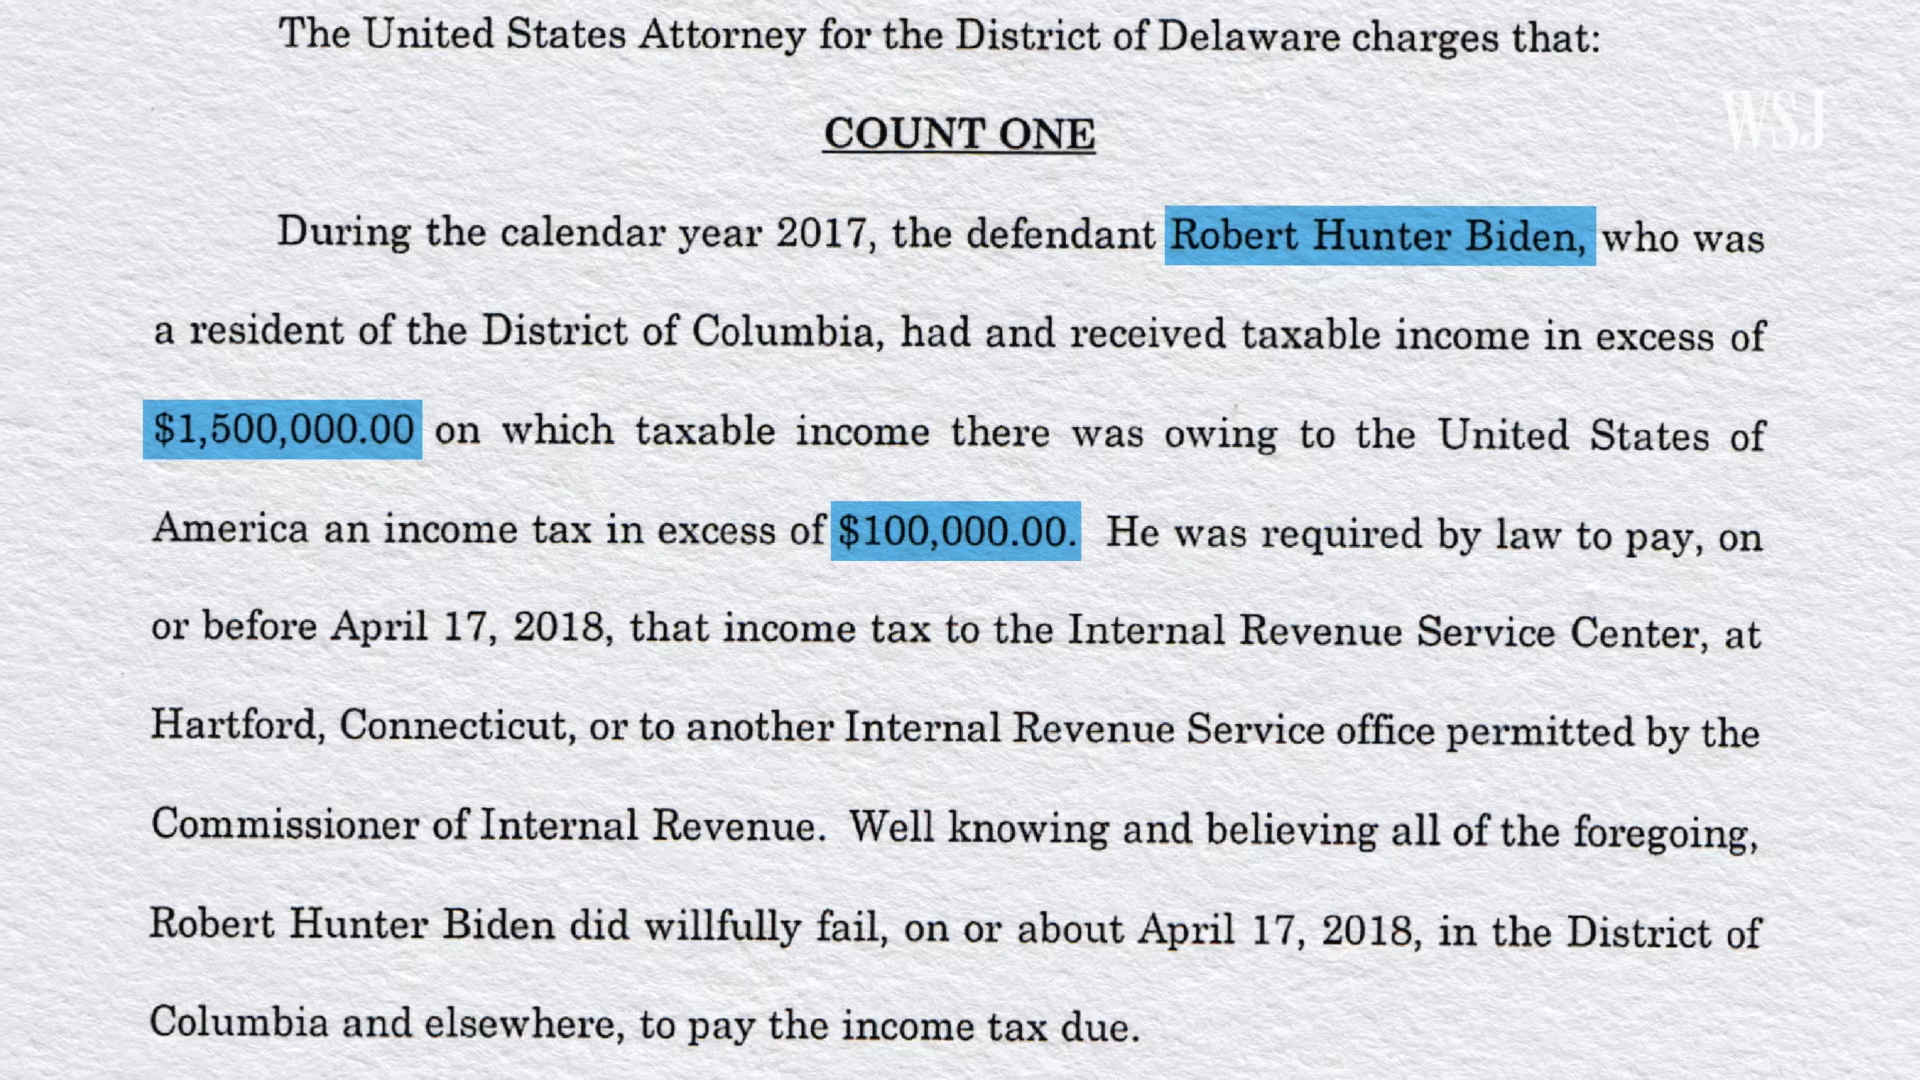 The United States Attorney for the District of Delaware charges that:
WSJ
COUNT ONE
During the calendar year 2017, the defendant Robert Hunter Biden, who was
a resident of the District of Columbia, had and received taxable income in excess of
$1,500,000.00 on which taxable income there was owing to the United States of
America an income tax in excess of $100,000.00. He was required by law to pay, on
or before April 17, 2018, that income tax to the Internal Revenue Service Center, at
Hartford, Connecticut, or to another Internal Revenue Service office permitted by the
Commissioner of Internal Revenue. Well knowing and believing all of the foregoing,
Robert Hunter Biden did willfully fail, on or about April 17, 2018, in the District of
Columbia and elsewhere, to pay the income tax due.